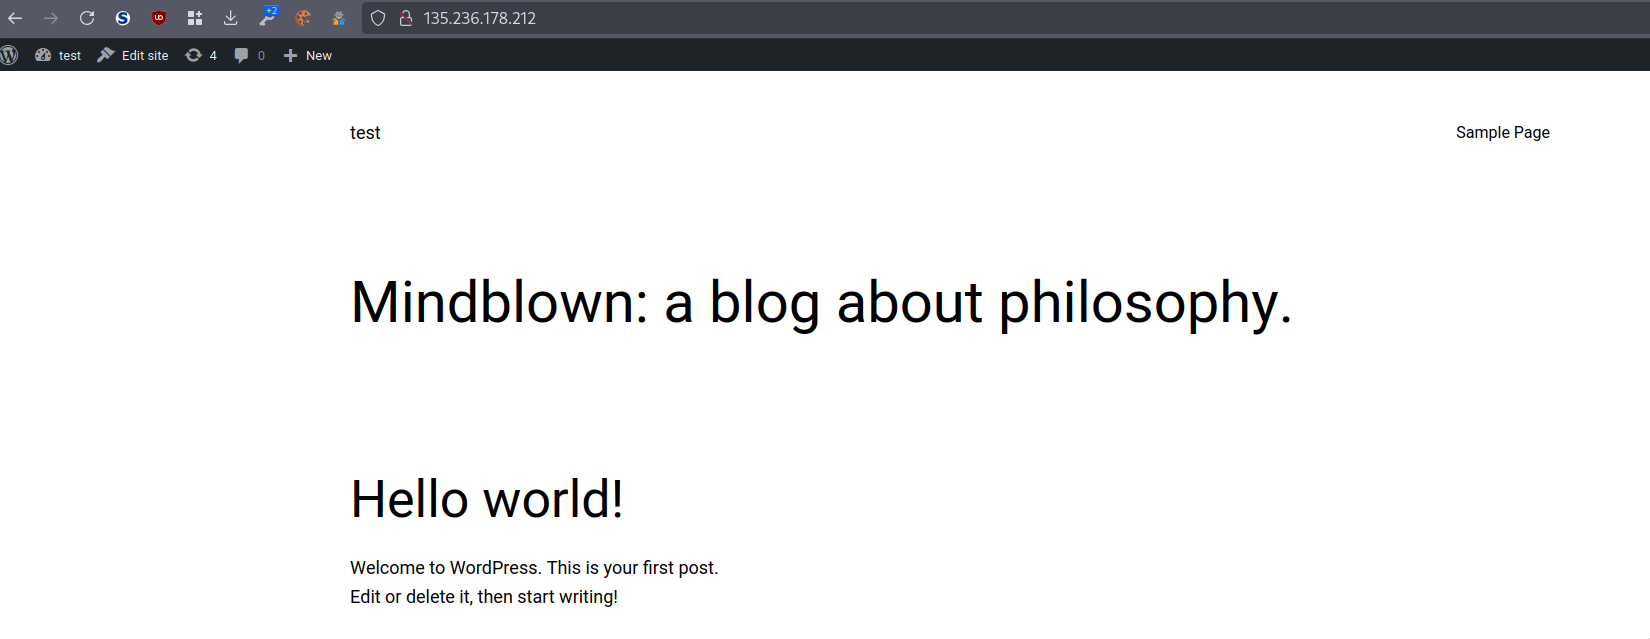 +2
135.236.178.212
test Edit site 4 0 New
test Sample Page
Mindblown: a blog about philosophy.
Hello world!
Welcome to WordPress. This is your first post.
Edit or delete it, then start writing!